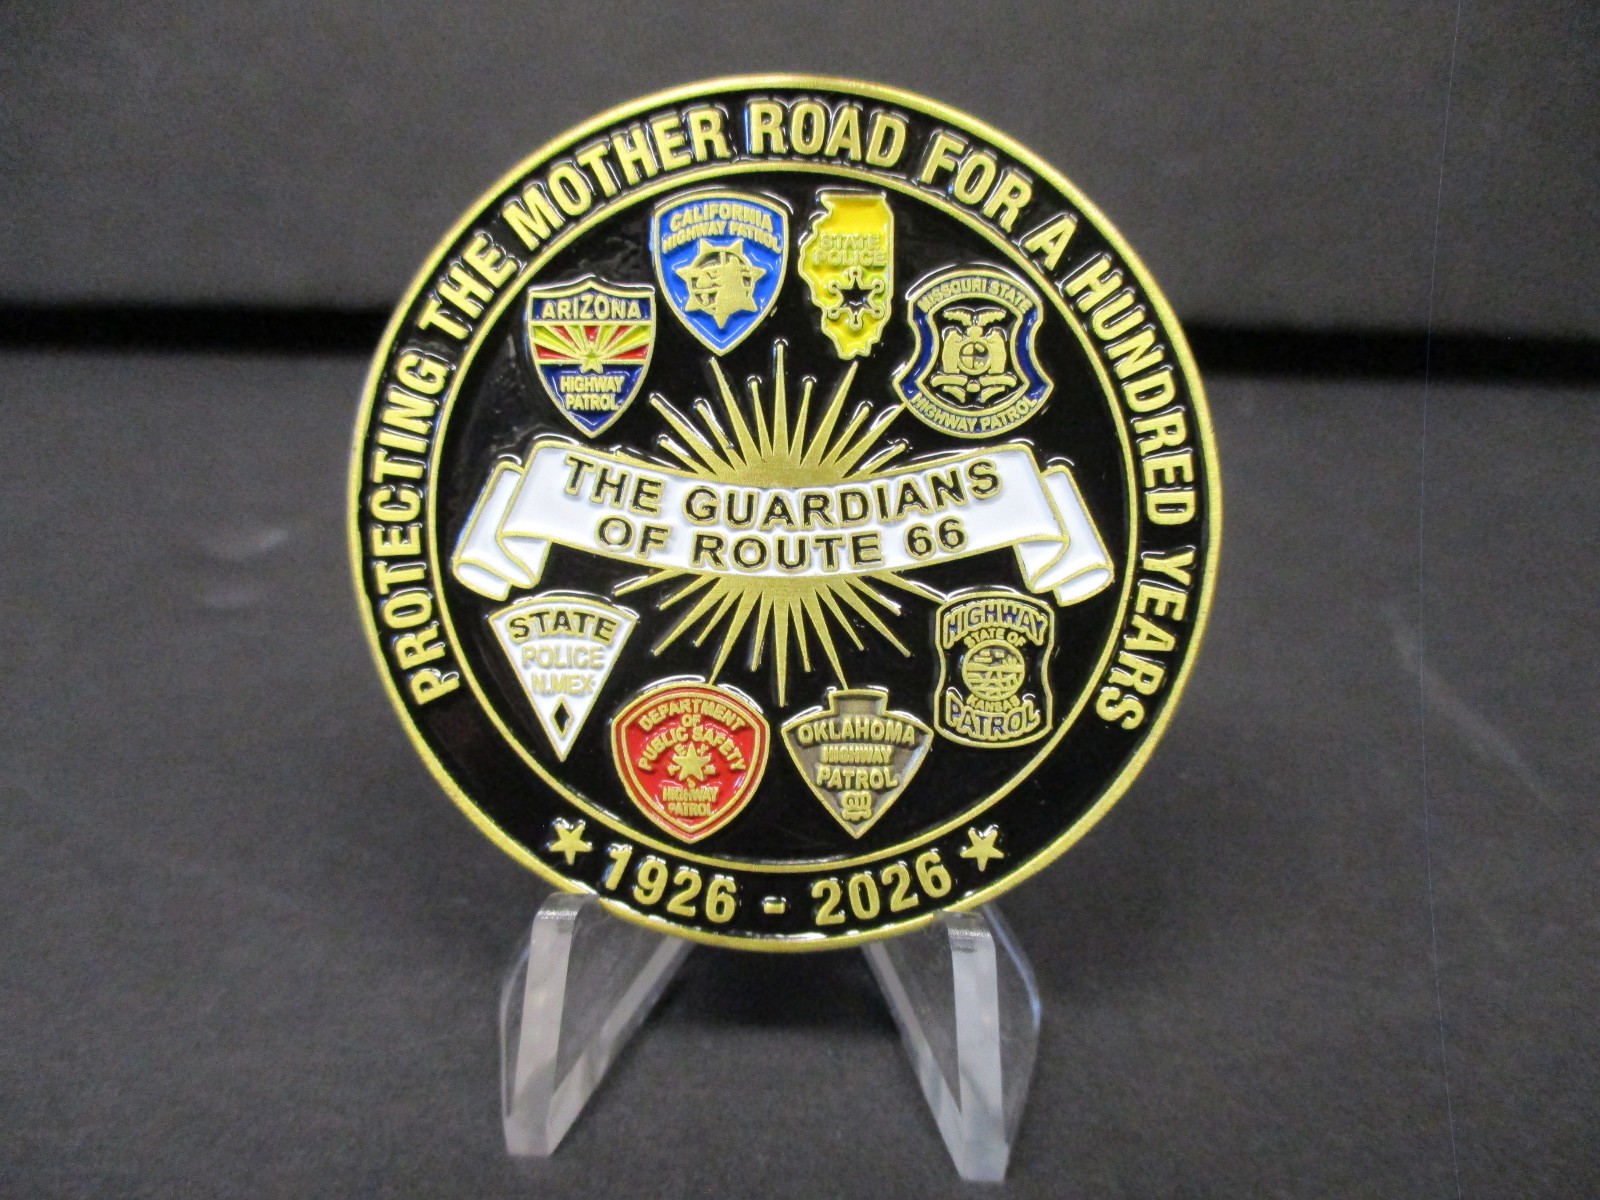 PROTECTING THE MOTHER ROAD FOR A HUNDRED YEARS
CALIFORNIA
HIGHWAY PATROL
STATE
POLICE
ARIZONA
HIGHWAY
PATROL
MISSOURI STATE
HIGHWAY PATROL
THE GUARDIANS
OF ROUTE 66
STATE
POLICE
N.MEX
HIGHWAY
STATE OF
KANSAS
PATROL
DEPARTMENT
OF
PUBLIC SAFETY
HIGHWAY
PATROL
OKLAHOMA
HIGHWAY
PATROL
1926 - 2026